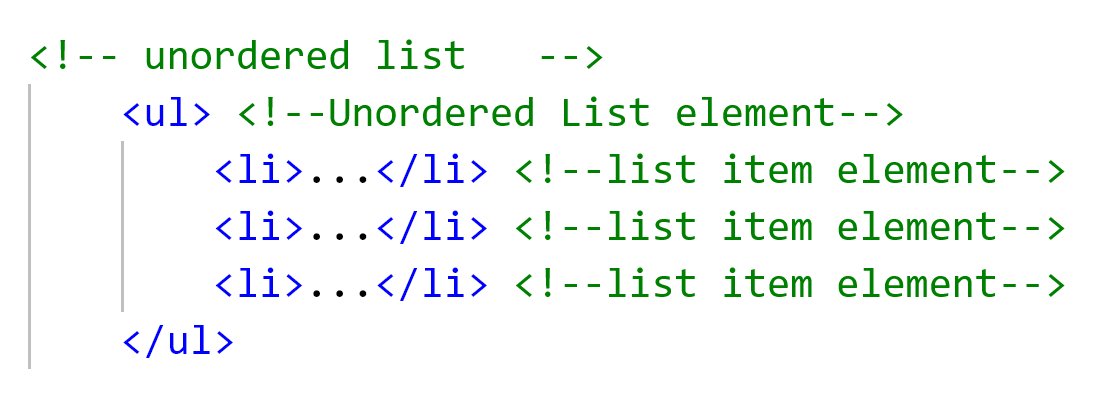 <!-- unordered list   -->
    <ul> <!--Unordered List element-->
        <li>...</li> <!--list item element-->
        <li>...</li> <!--list item element-->
        <li>...</li> <!--list item element-->
    </ul>